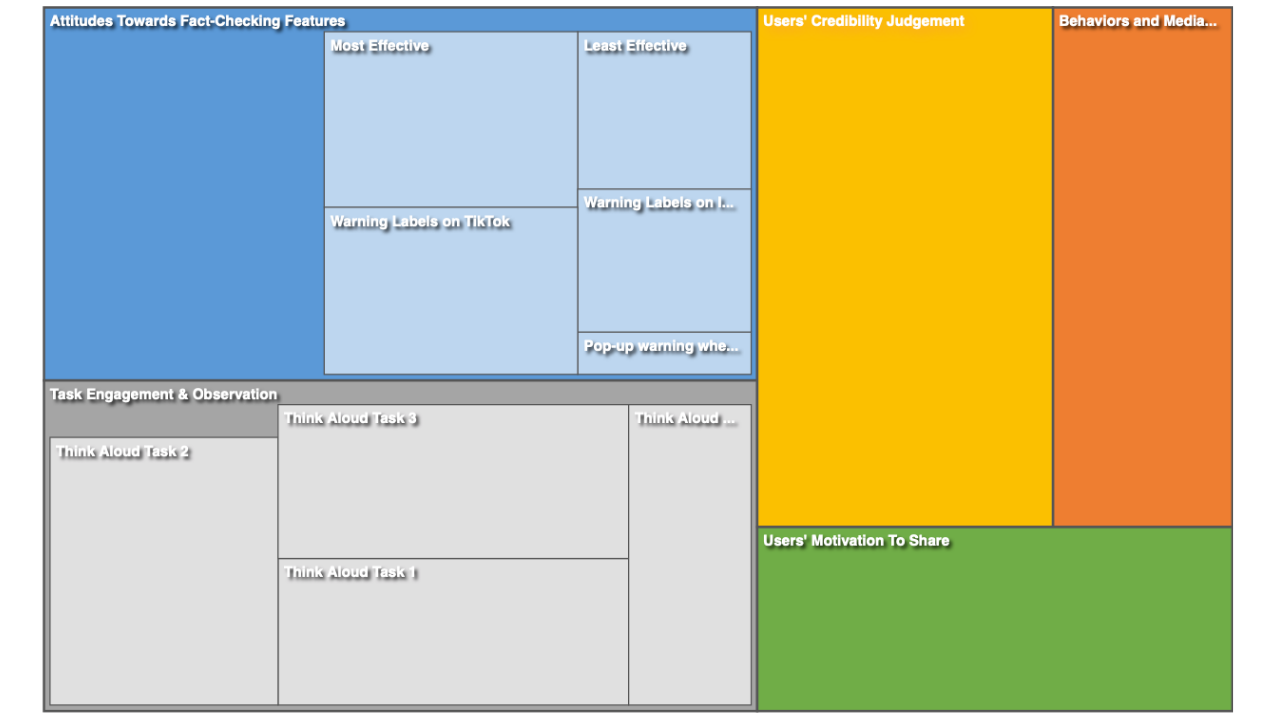 Attitudes Towards Fact-Checking Features
Most Effective
Least Effective
Warning Labels on TikTok
Warning Labels on I...
Pop-up warning whe...
Users' Credibility Judgement
Behaviors and Media...
Task Engagement & Observation
Think Aloud Task 2
Think Aloud Task 3
Think Aloud ...
Think Aloud Task 1
Users' Motivation To Share